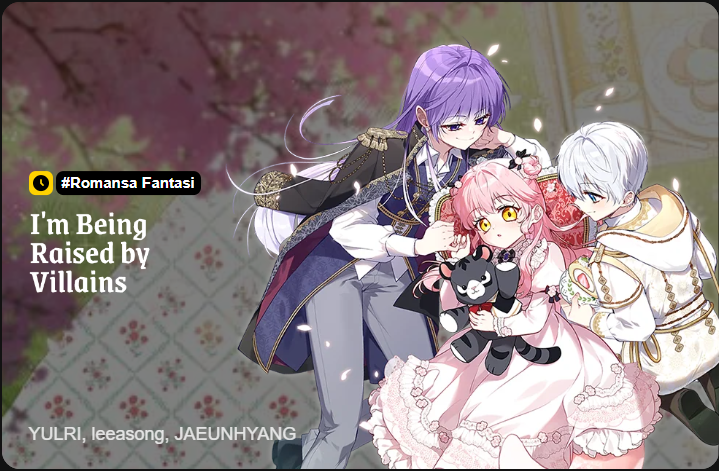 #Romansa Fantasi
I'm Being
Raised by
Villains
YULRI, leeasong, JAEUNHYANG